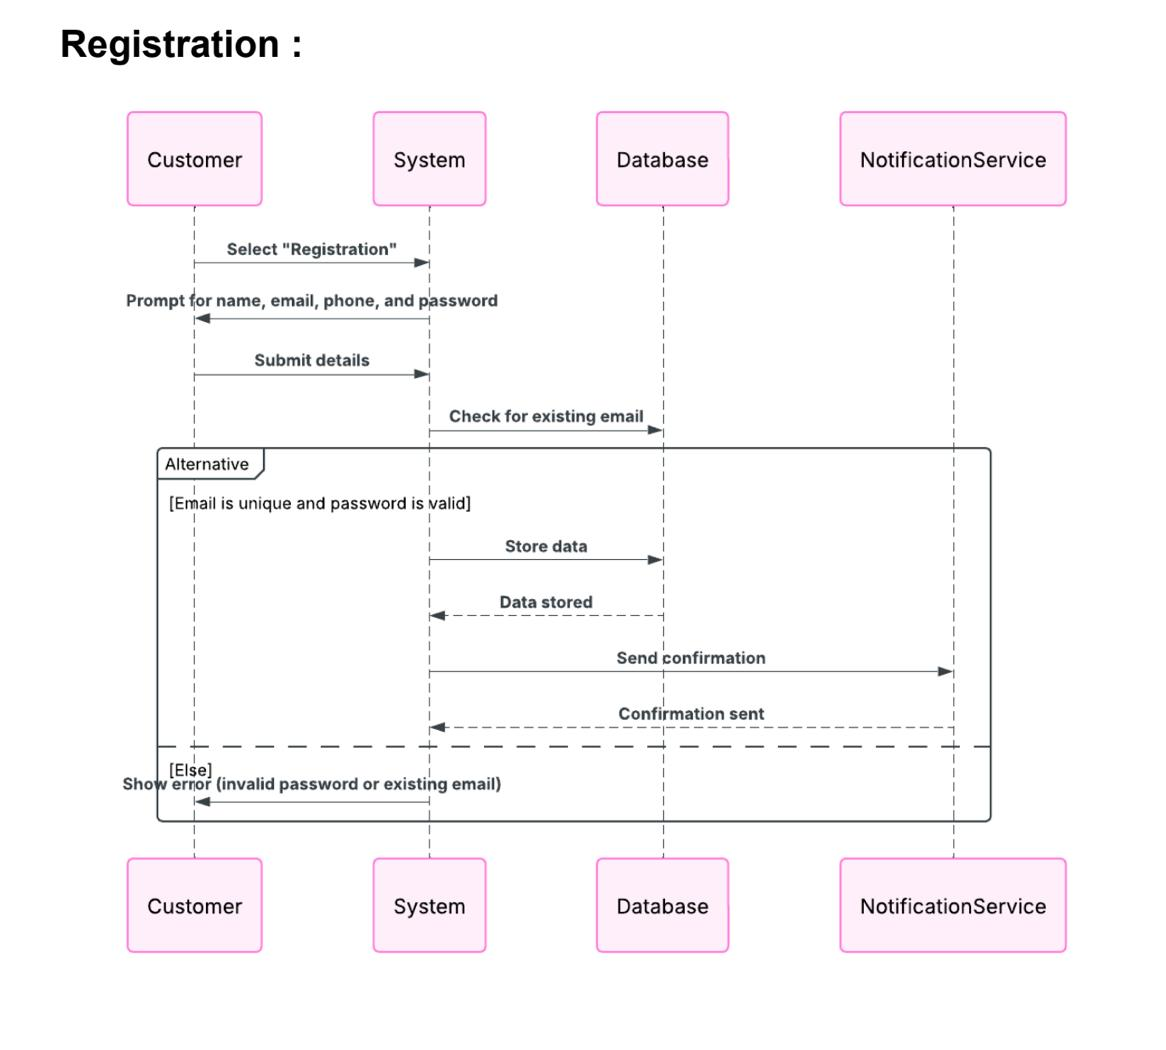 Registration :
Customer
System
Database
NotificationService
Select "Registration"
Prompt for name, email, phone, and password
Submit details
Check for existing email
Alternative
[Email is unique and password is valid]
Store data
Data stored
Send confirmation
Confirmation sent
[Else]
Show error (invalid password or existing email)
Customer
System
Database
NotificationService